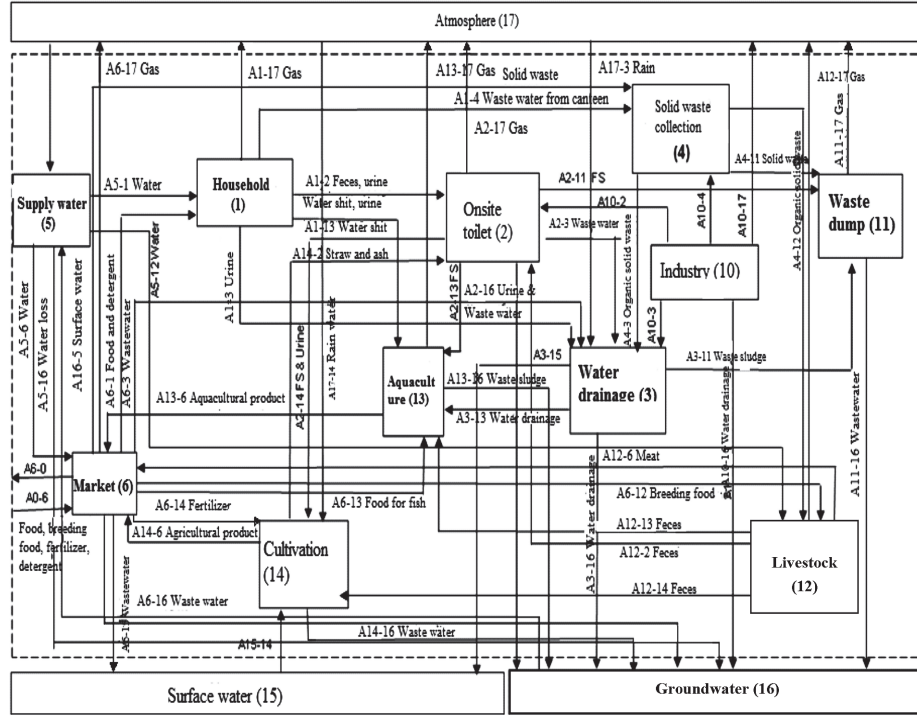 Atmosphere (17)
A6-17 Gas
A1-17 Gas
A13-17 Gas
Solid waste
A17-3 Rain
A12-17 Gas
A1-4 Waste water from canteen
A2-17 Gas
Solid waste
collection
(4)
A11-17 Gas
A4-11 Solid waste
Supply water
(5)
A5-1 Water
Household
(1)
A1-2 Feces, urine
Water shit, urine
A1-13 Water shit
A14-2 Straw and ash
Onsite
toilet (2)
A2-11 FS
A10-2
A2-3 Waste water
A10-4
A10-17
A4-12 Organic solid waste
Waste
dump (11)
Industry (10)
A5-12 Water
A1-3 Urine
A2-13 FS
A2-16 Urine &
Waste water
A4-3 Organic solid waste
A10-3
A5-6 Water
A5-16 Water loss
A16-5 Surface water
A6-1 Food and detergent
A6-3 Wastewater
A2-14 FS & Urine
A17-14 Rain water
Aquacult
ure (13)
A3-15
Water
drainage (3)
A3-11 Waste sludge
A13-16 Waste sludge
A13-6 Aquacultural product
A3-13 Water drainage
A10-16 Water drainage
A11-16 Wastewater
A12-6 Meat
A6-0
Market (6)
A0-6
A6-14 Fertilizer
A6-13 Food for fish
A6-12 Breeding food
Food, breeding
food, fertilizer,
detergent
A14-6 Agricultural product
Cultivation
(14)
A3-16 Water drainage
A12-13 Feces
A12-2 Feces
Livestock
(12)
A12-14 Feces
A6-16 Waste water
A6-15 Wastewater
A15-14
A14-16 Waste water
Surface water (15)
Groundwater (16)